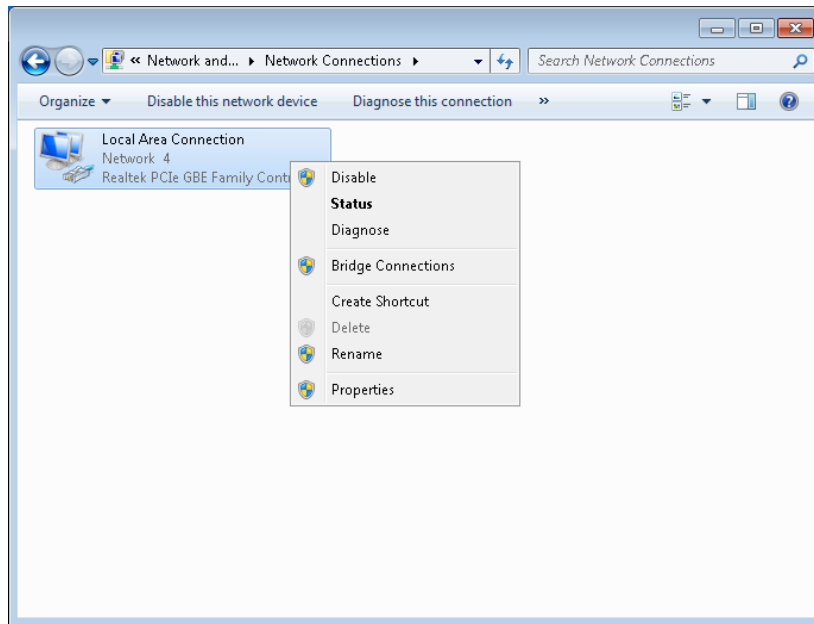 « Network and... ▸ Network Connections ▸
Search Network Connections
Organize ▼ Disable this network device Diagnose this connection »
Local Area Connection
Network 4
Realtek PCIe GBE Family Contr
Disable
Status
Diagnose
Bridge Connections
Create Shortcut
Delete
Rename
Properties